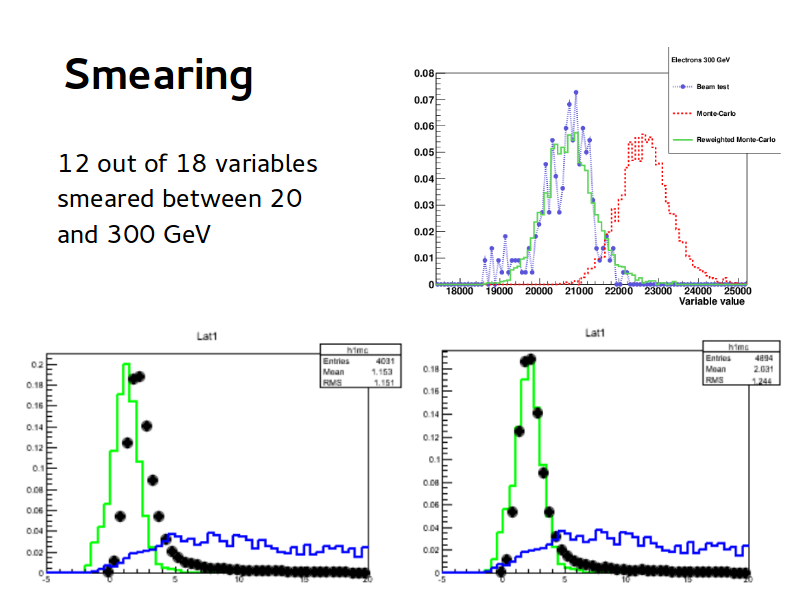 Smearing
12 out of 18 variables
smeared between 20
and 300 GeV
Electrons 300 GeV
Beam test
Monte-Carlo
Reweighted Monte-Carlo
0.08
0.07
0.06
0.05
0.04
0.03
0.02
0.01
0
18000 19000 20000 21000 22000 23000 24000 25000
Variable value
Lat1
h1mc
Entries 4031
Mean 1.153
RMS 1.151
0.2
0.18
0.16
0.14
0.12
0.1
0.08
0.06
0.04
0.02
0
-5 0 5 10 15 20
Lat1
h1mc
Entries 4894
Mean 2.031
RMS 1.244
0.18
0.16
0.14
0.12
0.1
0.08
0.06
0.04
0.02
0
-5 0 5 10 15 20